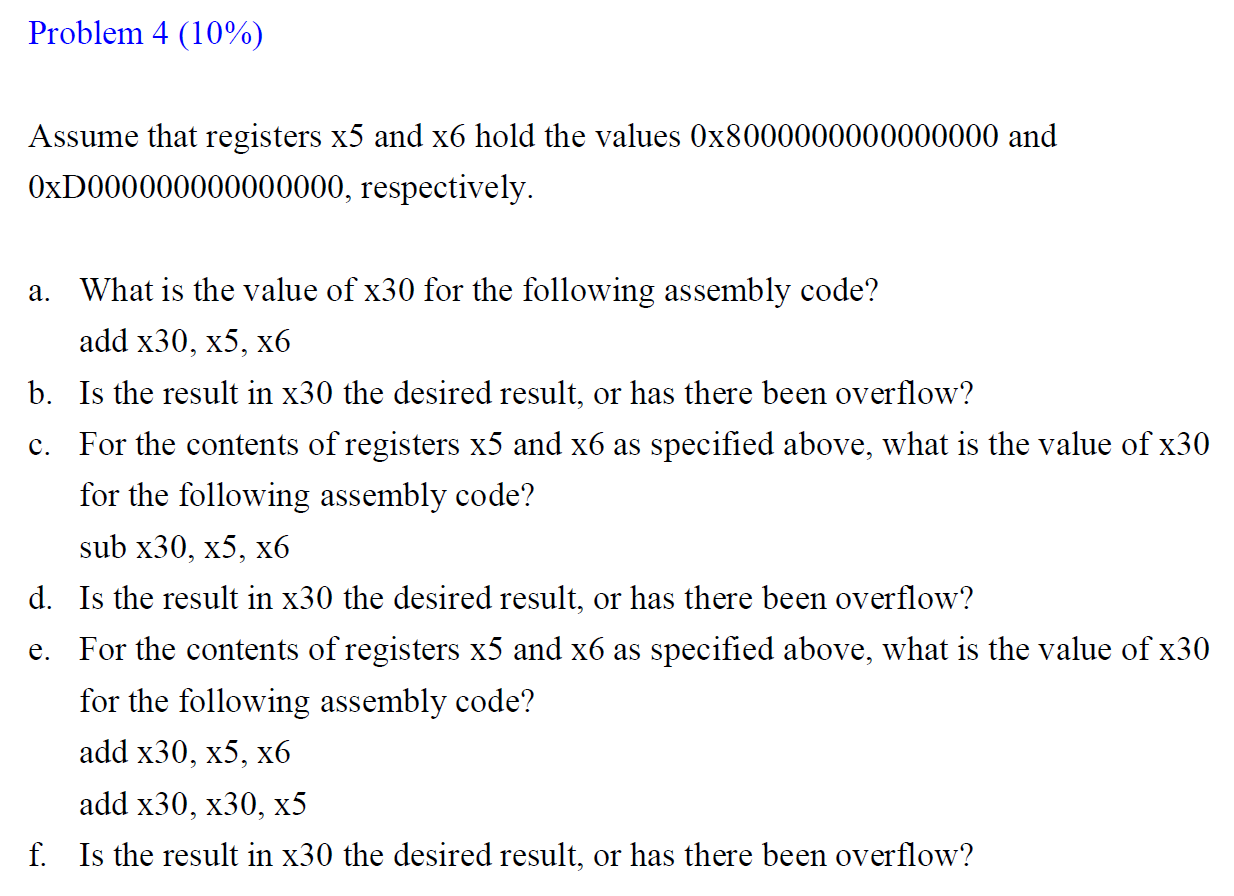 Problem 4 (10%)
Assume that registers x5 and x6 hold the values 0x8000000000000000 and
0xD000000000000000, respectively.
a. What is the value of x30 for the following assembly code?
add x30, x5, x6
b. Is the result in x30 the desired result, or has there been overflow?
c. For the contents of registers x5 and x6 as specified above, what is the value of x30
for the following assembly code?
sub x30, x5, x6
d. Is the result in x30 the desired result, or has there been overflow?
e. For the contents of registers x5 and x6 as specified above, what is the value of x30
for the following assembly code?
add x30, x5, x6
add x30, x30, x5
f. Is the result in x30 the desired result, or has there been overflow?